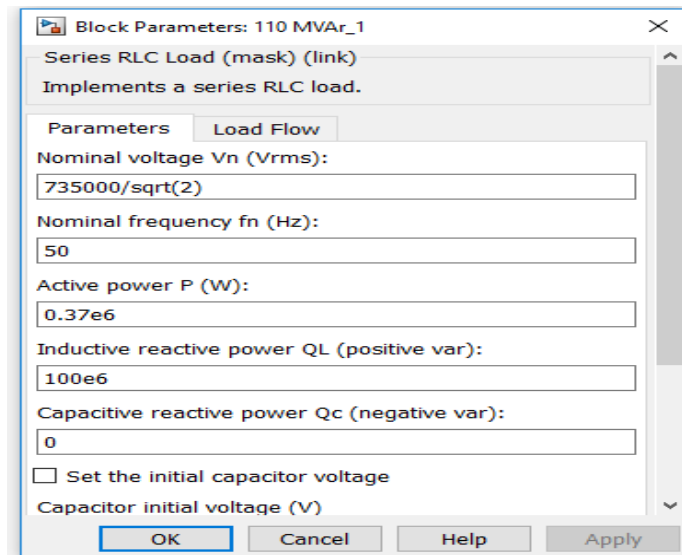 Block Parameters: 110 MVAr_1
Series RLC Load (mask) (link)
Implements a series RLC load.
Parameters Load Flow
Nominal voltage Vn (Vrms):
735000/sqrt(2)
Nominal frequency fn (Hz):
50
Active power P (W):
0.37e6
Inductive reactive power QL (positive var):
100e6
Capacitive reactive power Qc (negative var):
0
Set the initial capacitor voltage
Capacitor initial voltage (V)
OK Cancel Help Apply